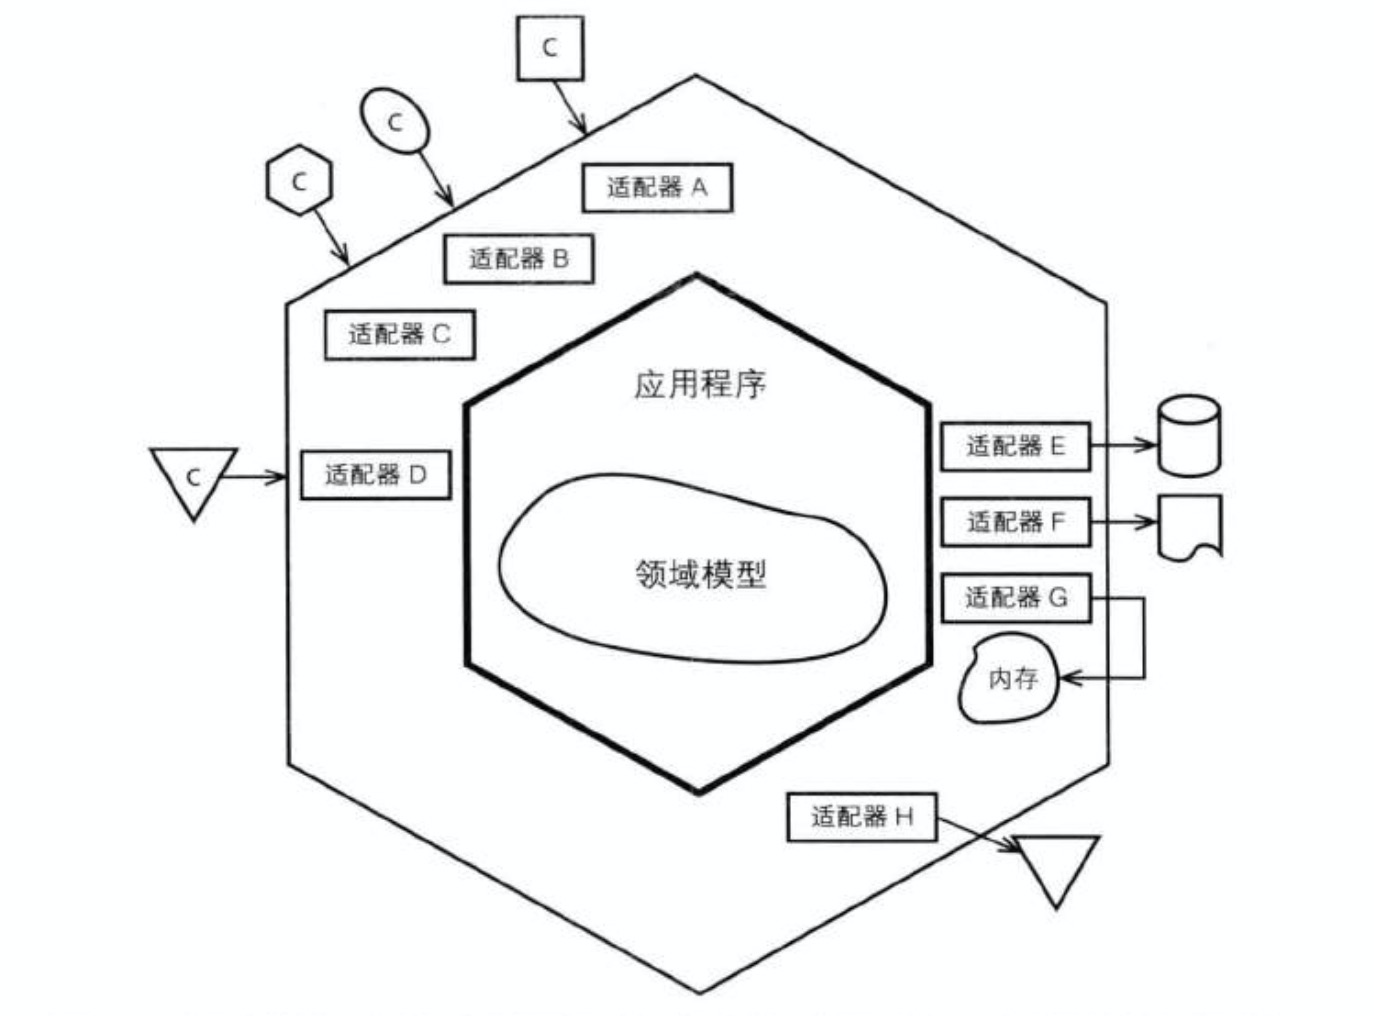 C
C
C
适配器 A
适配器 B
适配器 C
应用程序
C
适配器 D
适配器 E
适配器 F
领域模型
适配器 G
内存
适配器 H